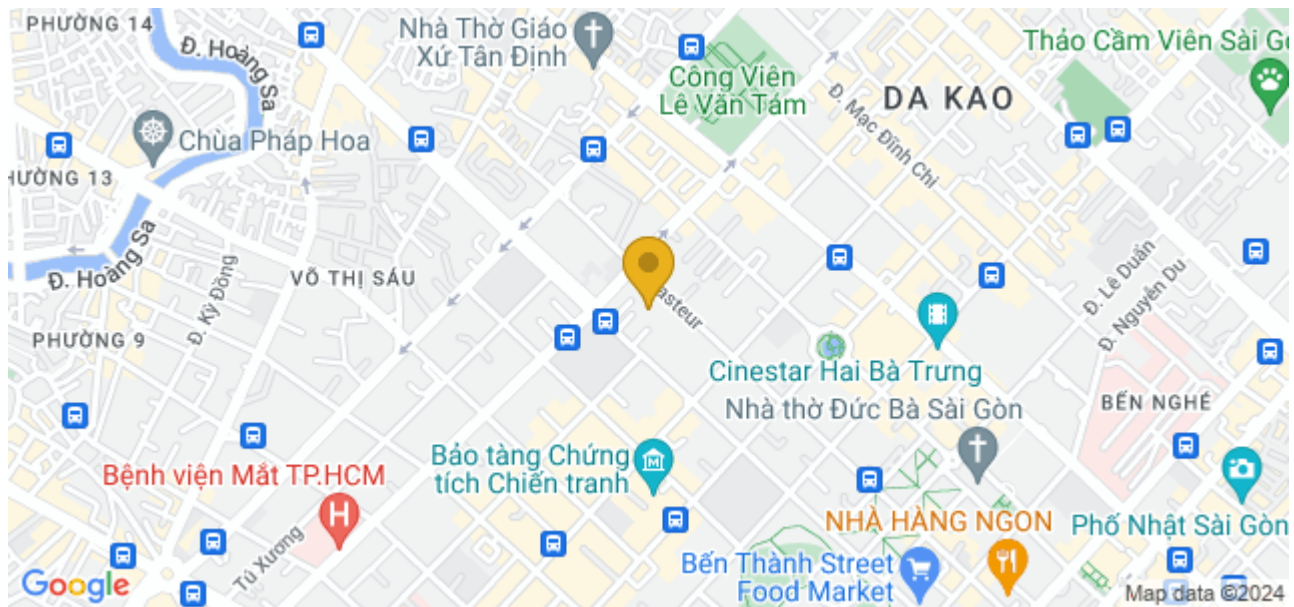 PHƯỜNG 14
Đ. Hoàng Sa
Nhà Thờ Giáo
Xứ Tân Định
Công Viên
Lê Văn Tám
Thảo Cầm Viên Sài Gò
DA KAO
Đ. Mạc Đĩnh Chi
Chùa Pháp Hoa
HƯỜNG 13
Đ. Hoàng Sa
Đ. Kỳ Đồng
VÕ THỊ SÁU
asteur
Đ. Lê Duẩn
Đ. Nguyễn Du
PHƯỜNG 9
Cinestar Hai Bà Trưng
Nhà thờ Đức Bà Sài Gòn
BẾN NGHÉ
Bảo tàng Chứng
tích Chiến tranh
M
Bệnh viện Mắt TP.HCM
H
Tú Xương
NHÀ HÀNG NGON
Phố Nhật Sài Gòn
Bến Thành Street
Food Market
Google
Map data ©2024